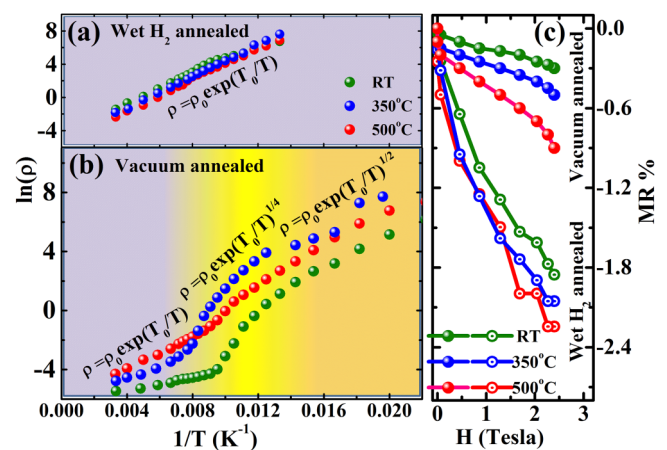 (a) Wet H₂ annealed
8
4
0
-4
ρ=ρ₀exp(T₀/T)
RT
350°C
500°C
ln(ρ)
(b) Vacuum annealed
8
4
0
-4
ρ=ρ₀exp(T₀/T)
ρ=ρ₀exp(T₀/T)^1/4
ρ=ρ₀exp(T₀/T)^1/2
0.000 0.004 0.008 0.012 0.016 0.020
1/T (K⁻¹)
(c)
0.0
-0.6
-1.2
-1.8
-2.4
MR %
Vacuum annealed
Wet H₂ annealed
RT
350°C
500°C
0 1 2 3
H (Tesla)